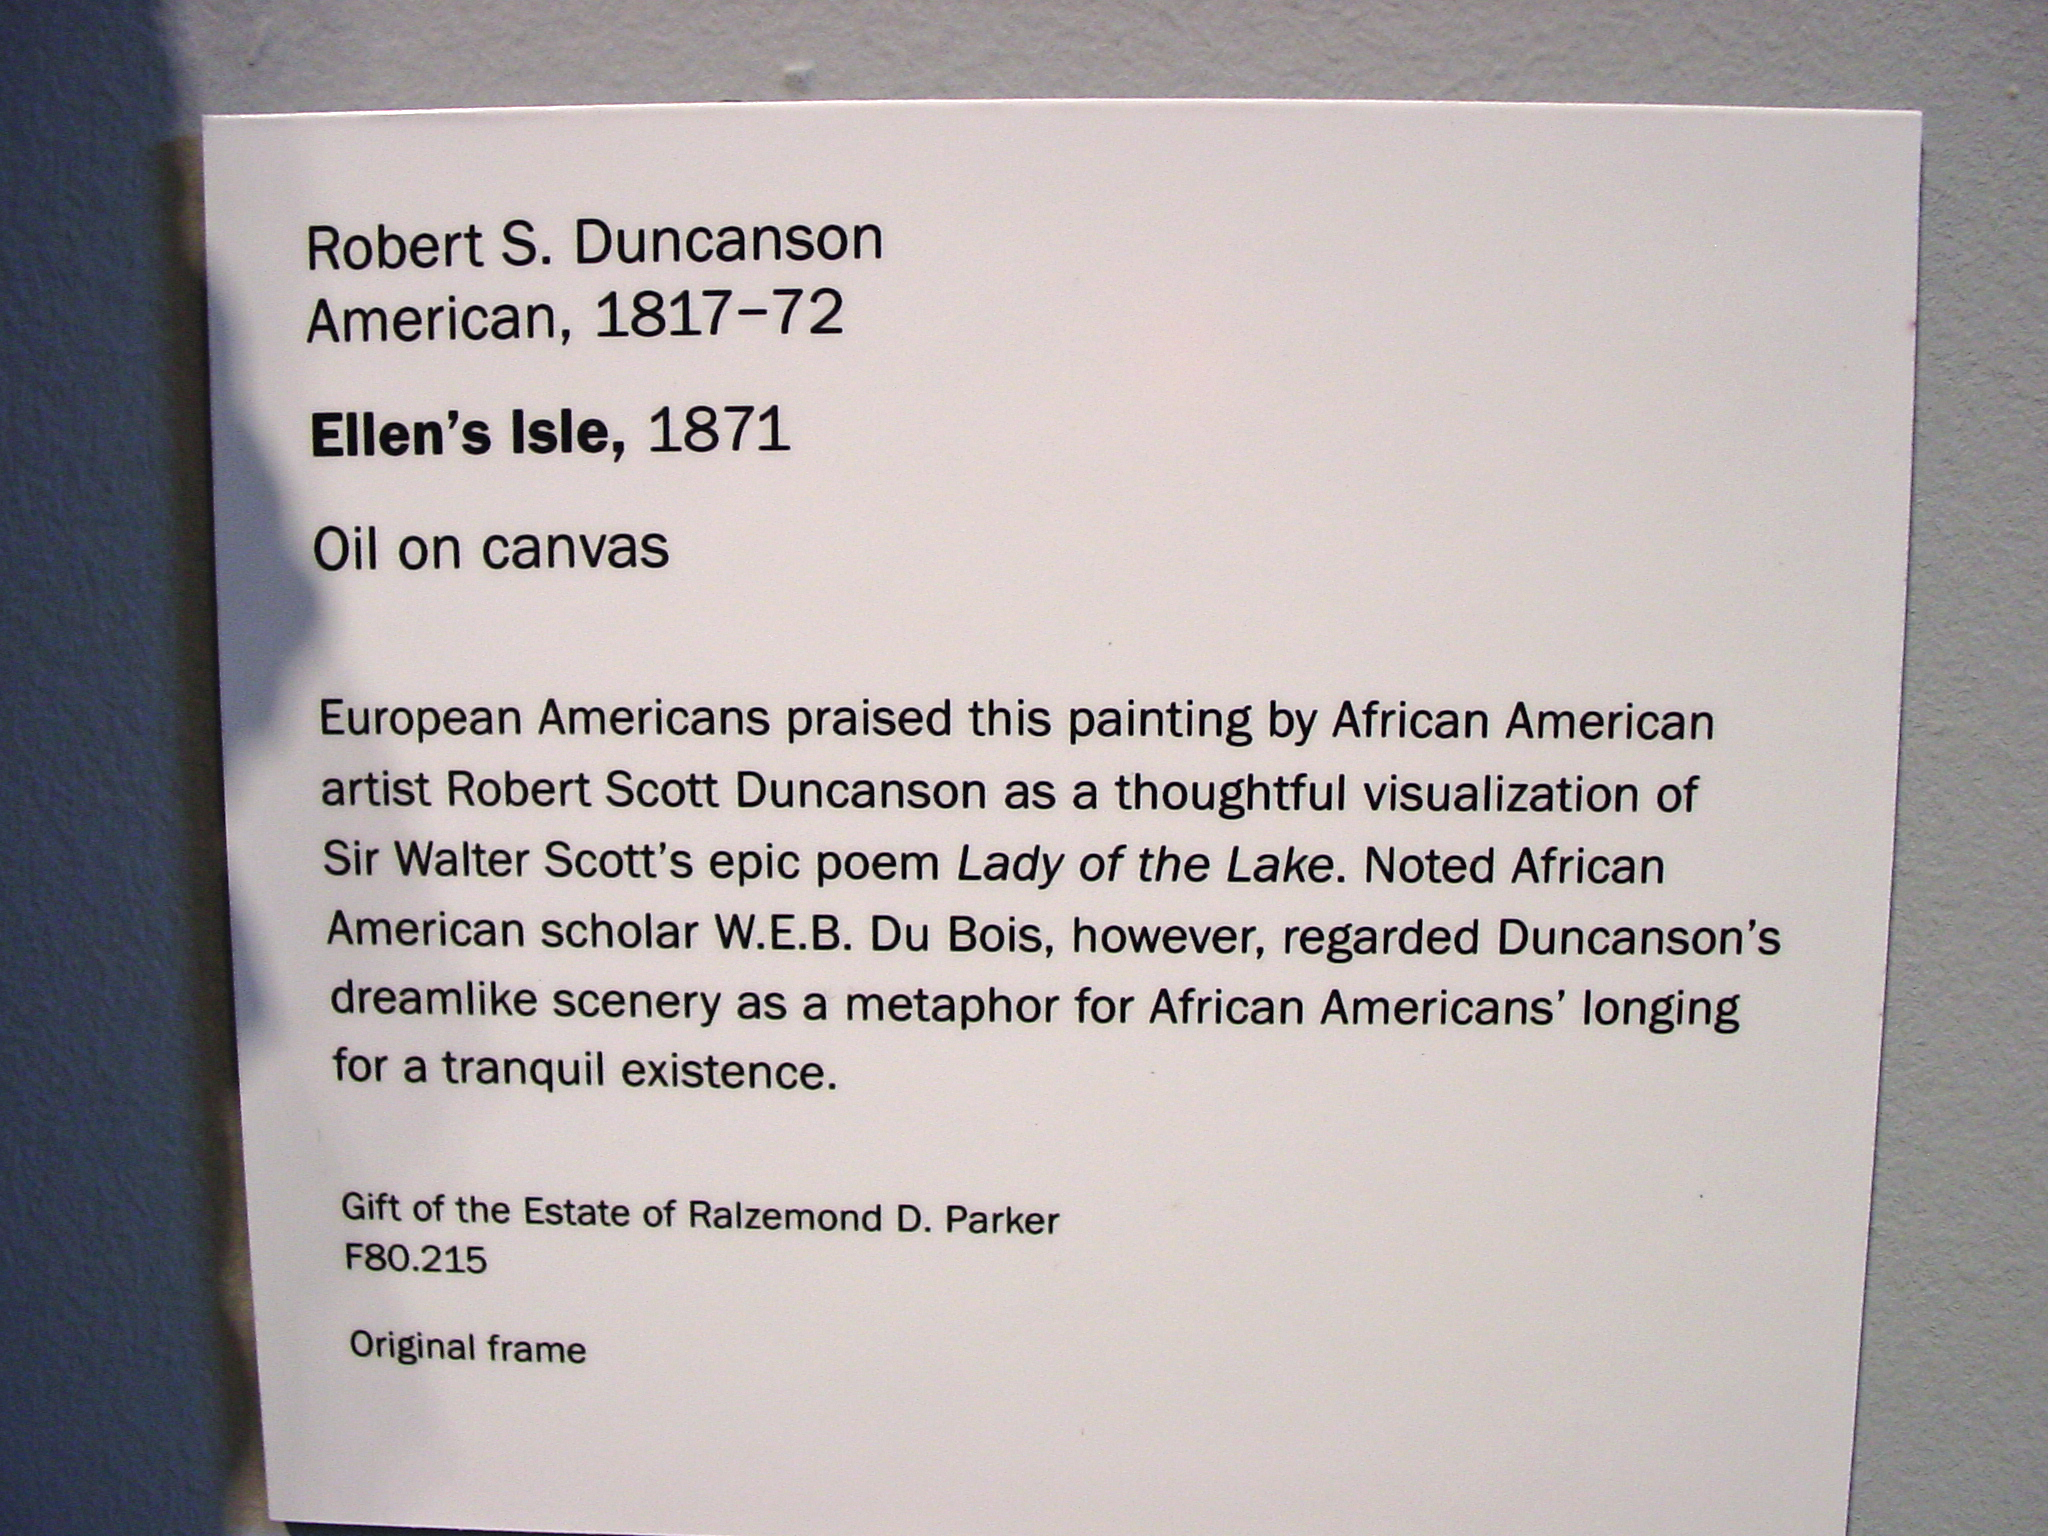 Robert S. Duncanson
American, 1817–72
Ellen's Isle, 1871
Oil on canvas
European Americans praised this painting by African American
artist Robert Scott Duncanson as a thoughtful visualization of
Sir Walter Scott's epic poem Lady of the Lake. Noted African
American scholar W.E.B. Du Bois, however, regarded Duncanson's
dreamlike scenery as a metaphor for African Americans' longing
for a tranquil existence.
Gift of the Estate of Ralzemond D. Parker
F80.215
Original frame